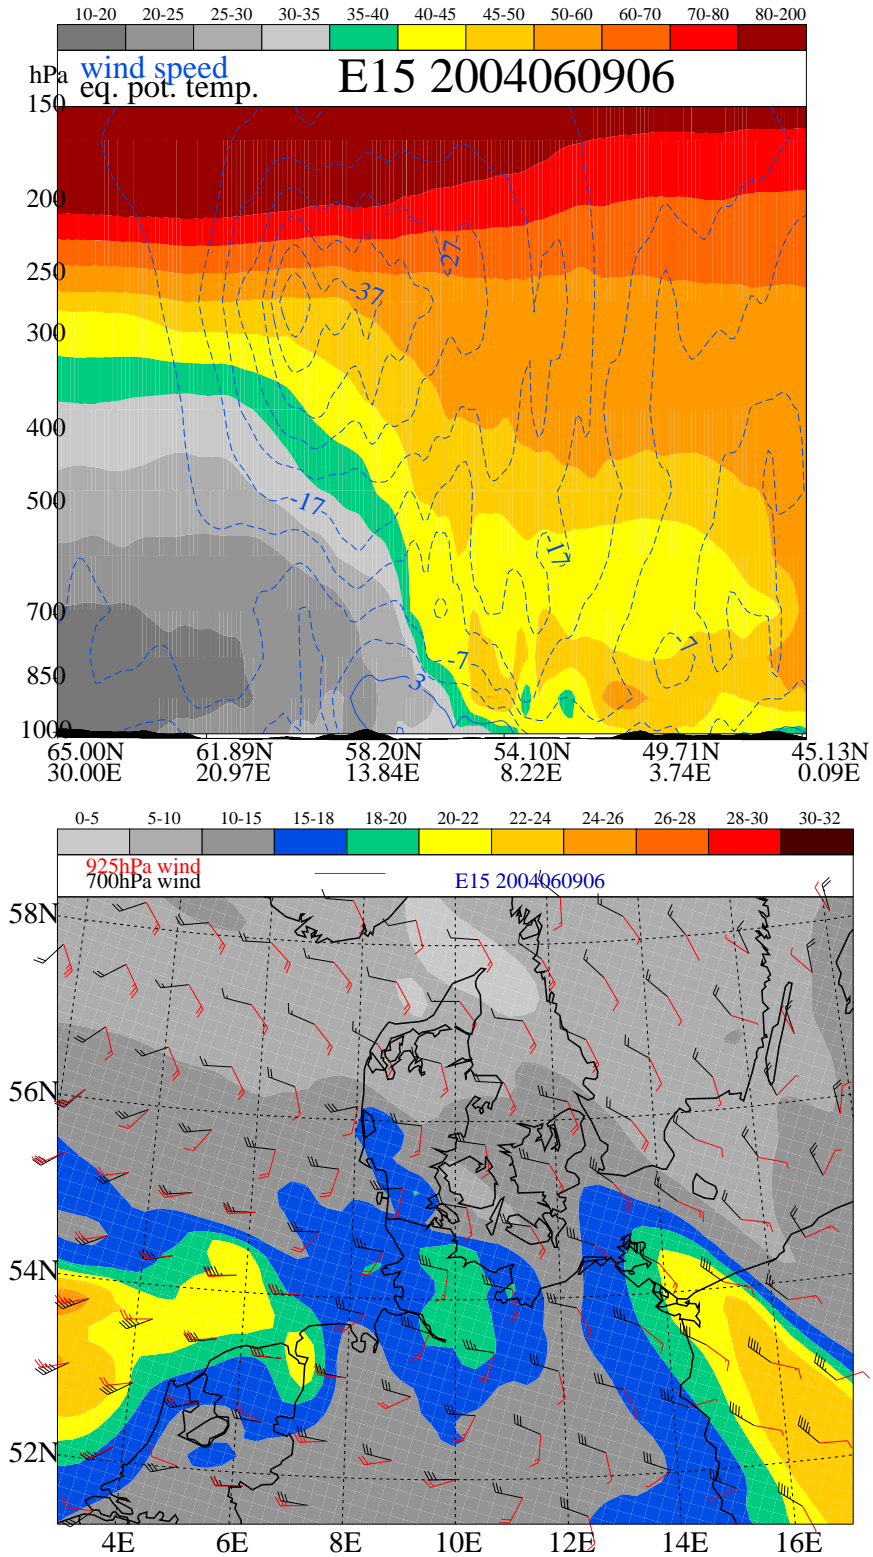 10-20 20-25 25-30 30-35 35-40 40-45 45-50 50-60 60-70 70-80 80-200
hPa wind speed
eq. pot. temp. E15 2004060906
150
200
-27
250
-37
300
400
500
-17
-17
700
-7
-7
850
3
1000
65.00N 61.89N 58.20N 54.10N 49.71N 45.13N
30.00E 20.97E 13.84E 8.22E 3.74E 0.09E
0-5 5-10 10-15 15-18 18-20 20-22 22-24 24-26 26-28 28-30 30-32
925hPa wind
700hPa wind E15 2004060906
58N
56N
54N
52N
4E 6E 8E 10E 12E 14E 16E